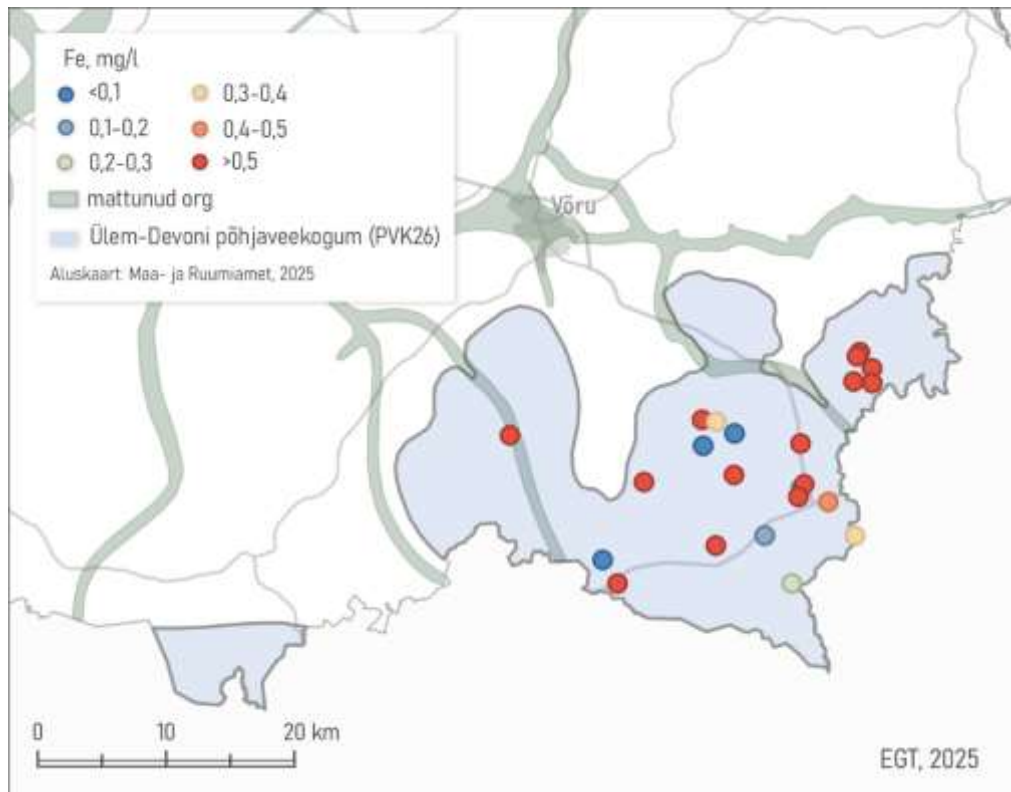 Fe, mg/l
<0,1
0,3-0,4
0,1-0,2
0,4-0,5
0,2-0,3
>0,5
mattunud org
Ülem-Devoni põhjaveekogum (PVK26)
Aluskaart: Maa- ja Ruumiamet, 2025
Võru
0 10 20 km
EGT, 2025